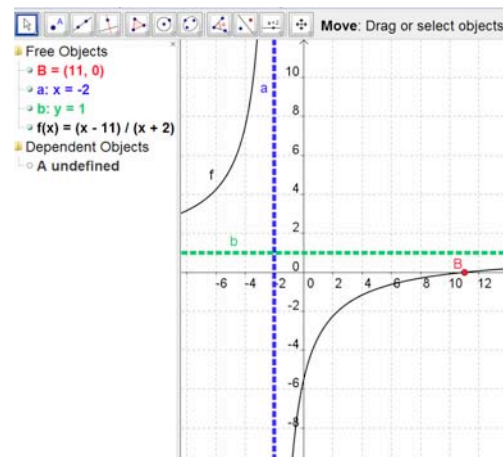 Move: Drag or select objects
Free Objects
B = (11, 0)
a: x = -2
b: y = 1
f(x) = (x - 11) / (x + 2)
Dependent Objects
A undefined
a
10
8
6
f
4
2
b
0
B
-6 -4 -2 0 2 4 6 8 10 12
-2
-4
-6
-8